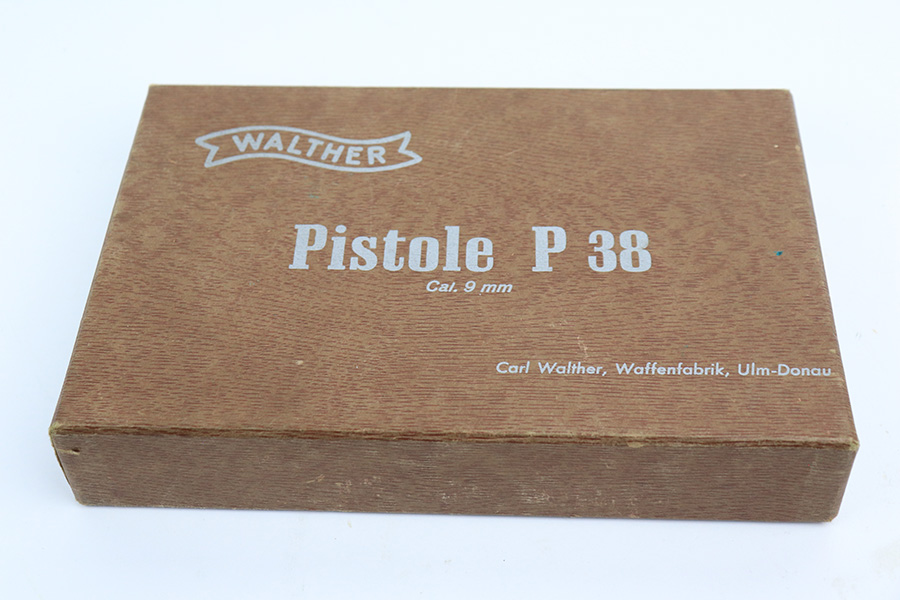 WALTHER
Pistole P 38
Cal. 9 mm
Carl Walther, Waffenfabrik, Ulm-Donau